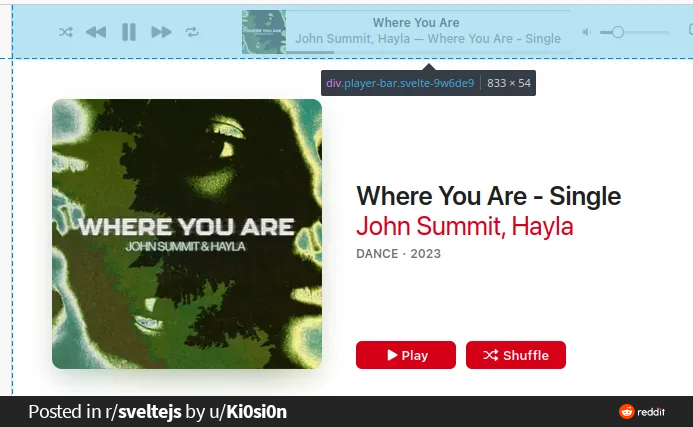 Where You Are
John Summit, Hayla — Where You Are - Single
div.player-bar.svelte-9w6de9 833 × 54
WHERE YOU ARE
JOHN SUMMIT & HAYLA
Where You Are - Single
John Summit, Hayla
DANCE · 2023
Play Shuffle
Posted in r/sveltejs by u/Ki0si0n reddit